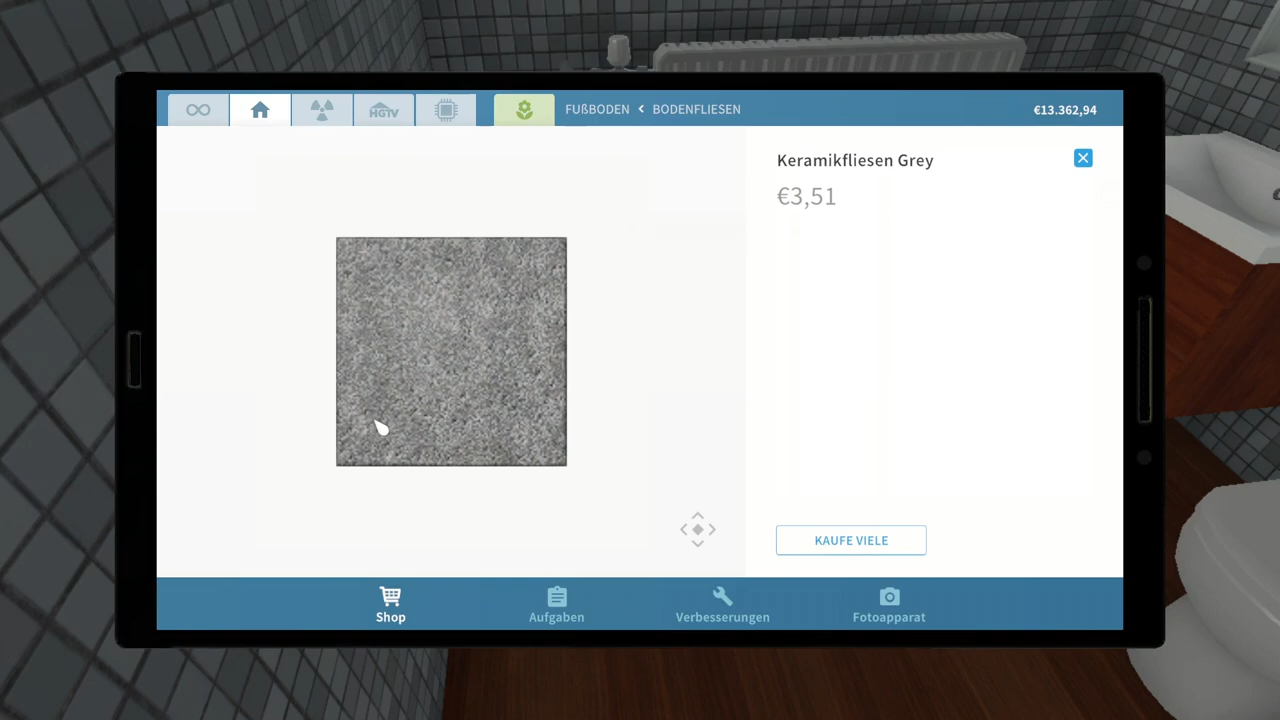 HGTV
FUßBODEN < BODENFLIESEN
€13.362,94
Keramikfliesen Grey
€3,51
KAUFE VIELE
Shop
Aufgaben
Verbesserungen
Fotoapparat